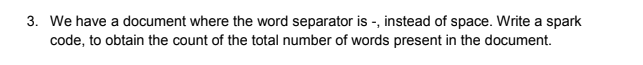 3. We have a document where the word separator is -, instead of space. Write a spark
code, to obtain the count of the total number of words present in the document.